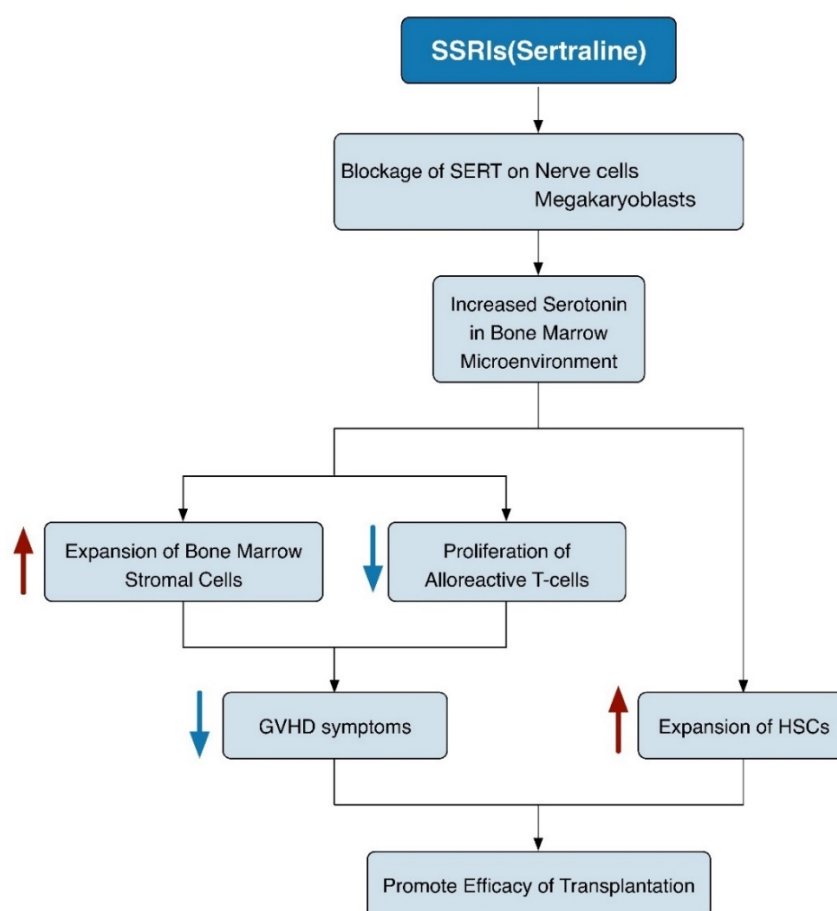 SSRIs(Sertraline)
Blockage of SERT on Nerve cells
Megakaryoblasts
Increased Serotonin
in Bone Marrow
Microenvironment
Expansion of Bone Marrow
Stromal Cells
Proliferation of
Alloreactive T-cells
GVHD symptoms
Expansion of HSCs
Promote Efficacy of Transplantation